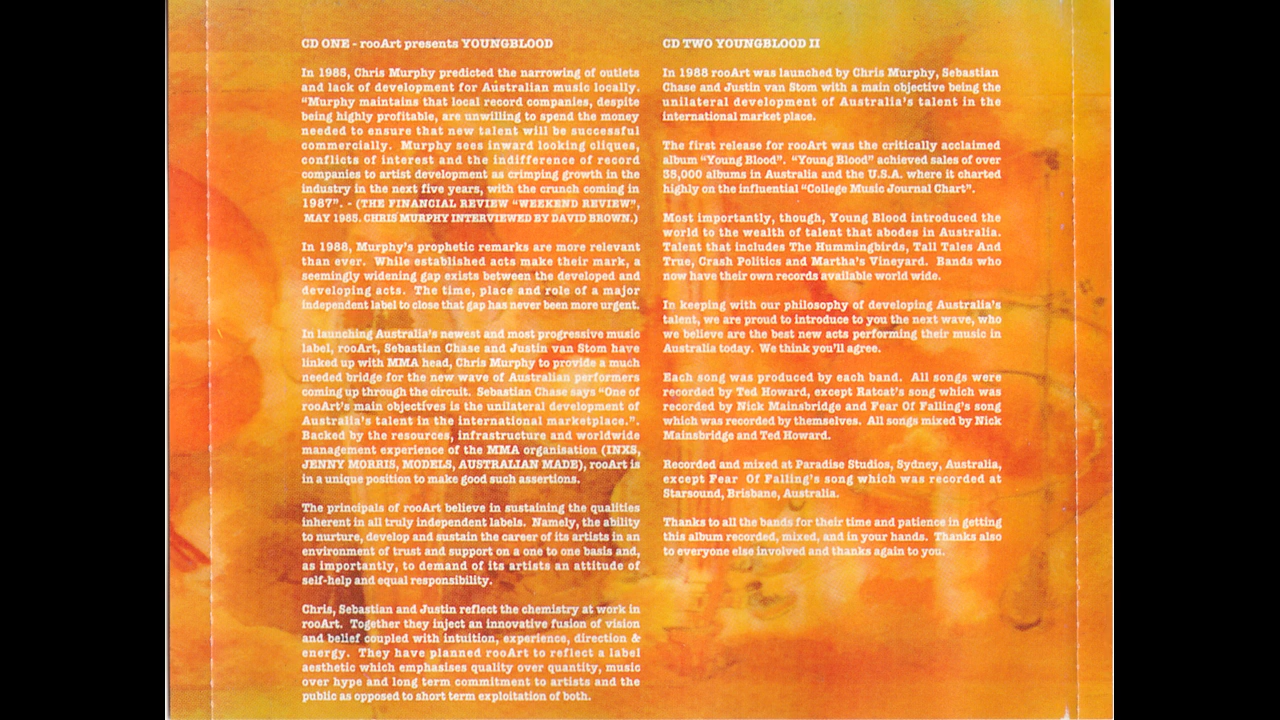 CD ONE - rooArt presents YOUNGBLOOD
In 1985, Chris Murphy predicted the narrowing of outlets
and lack of development for Australian music locally.
"Murphy maintains that local record companies, despite
being highly profitable, are unwilling to spend the money
needed to ensure that new talent will be successful
commercially. Murphy sees inward looking cliques,
conflicts of interest and the indifference of record
companies to artist development as crimping growth in the
industry in the next five years, with the crunch coming in
1987". - (THE FINANCIAL REVIEW "WEEKEND REVIEW",
MAY 1985. CHRIS MURPHY INTERVIEWED BY DAVID BROWN.)
In 1988, Murphy's prophetic remarks are more relevant
than ever. While established acts make their mark, a
seemingly widening gap exists between the developed and
developing acts. The time, place and role of a major
independent label to close that gap has never been more urgent.
In launching Australia's newest and most progressive music
label, rooArt, Sebastian Chase and Justin van Stom have
linked up with MMA head, Chris Murphy to provide a much
needed bridge for the new wave of Australian performers
coming up through the circuit. Sebastian Chase says "One of
rooArt's main objectives is the unilateral development of
Australia's talent in the international marketplace.".
Backed by the resources, infrastructure and worldwide
management experience of the MMA organisation (INXS,
JENNY MORRIS, MODELS, AUSTRALIAN MADE), rooArt is
in a unique position to make good such assertions.
The principals of rooArt believe in sustaining the qualities
inherent in all truly independent labels. Namely, the ability
to nurture, develop and sustain the career of its artists in an
environment of trust and support on a one to one basis and,
as importantly, to demand of its artists an attitude of
self-help and equal responsibility.
Chris, Sebastian and Justin reflect the chemistry at work in
rooArt. Together they inject an innovative fusion of vision
and belief coupled with intuition, experience, direction &
energy. They have planned rooArt to reflect a label
aesthetic which emphasises quality over quantity, music
over hype and long term commitment to artists and the
public as opposed to short term exploitation of both.
CD TWO YOUNGBLOOD II
In 1988 rooArt was launched by Chris Murphy, Sebastian
Chase and Justin van Stom with a main objective being the
unilateral development of Australia's talent in the
international market place.
The first release for rooArt was the critically acclaimed
album "Young Blood". "Young Blood" achieved sales of over
35,000 albums in Australia and the U.S.A. where it charted
highly on the influential "College Music Journal Chart".
Most importantly, though, Young Blood introduced the
world to the wealth of talent that abodes in Australia.
Talent that includes The Hummingbirds, Tall Tales And
True, Crash Politics and Martha's Vineyard. Bands who
now have their own records available world wide.
In keeping with our philosophy of developing Australia's
talent, we are proud to introduce to you the next wave, who
we believe are the best new acts performing their music in
Australia today. We think you'll agree.
Each song was produced by each band. All songs were
recorded by Ted Howard, except Ratcat's song which was
recorded by Nick Mainsbridge and Fear Of Falling's song
which was recorded by themselves. All songs mixed by Nick
Mainsbridge and Ted Howard.
Recorded and mixed at Paradise Studios, Sydney, Australia,
except Fear Of Falling's song which was recorded at
Starsound, Brisbane, Australia.
Thanks to all the bands for their time and patience in getting
this album recorded, mixed, and in your hands. Thanks also
to everyone else involved and thanks again to you.